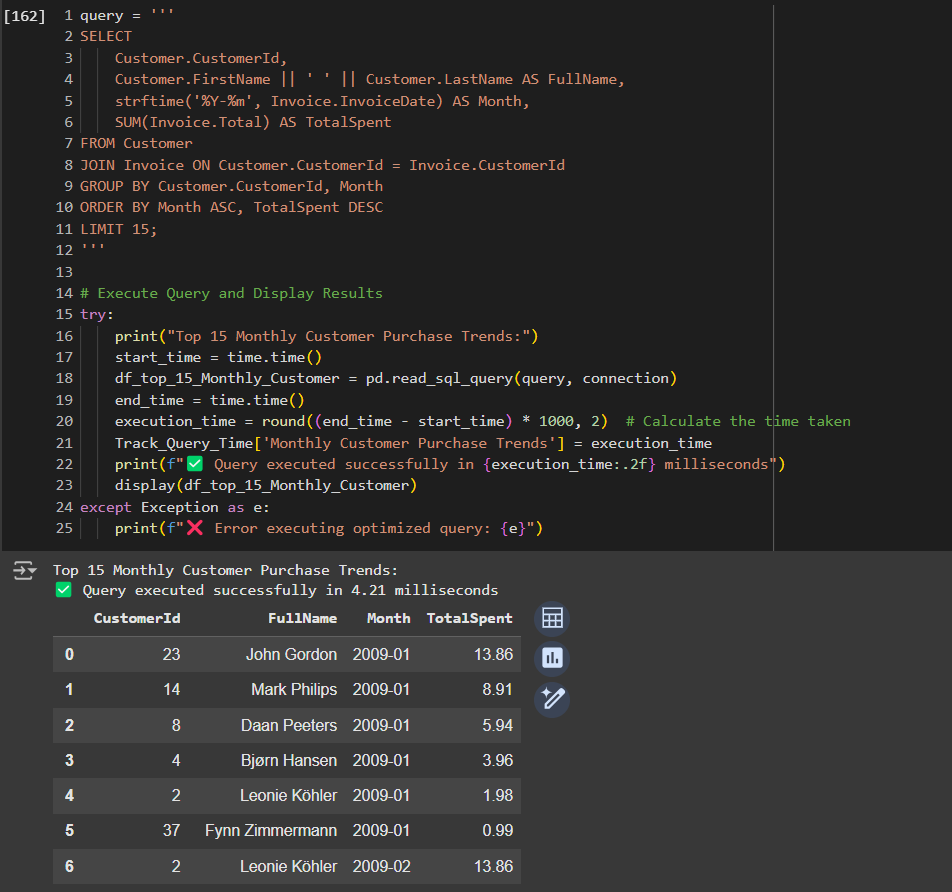 [162] 1 query = '''
2 SELECT
3 Customer.CustomerId,
4 Customer.FirstName || ' ' || Customer.LastName AS FullName,
5 strftime('%Y-%m', Invoice.InvoiceDate) AS Month,
6 SUM(Invoice.Total) AS TotalSpent
7 FROM Customer
8 JOIN Invoice ON Customer.CustomerId = Invoice.CustomerId
9 GROUP BY Customer.CustomerId, Month
10 ORDER BY Month ASC, TotalSpent DESC
11 LIMIT 15;
12 '''
13
14 # Execute Query and Display Results
15 try:
16 print("Top 15 Monthly Customer Purchase Trends:")
17 start_time = time.time()
18 df_top_15_Monthly_Customer = pd.read_sql_query(query, connection)
19 end_time = time.time()
20 execution_time = round((end_time - start_time) * 1000, 2)  # Calculate the time taken
21 Track_Query_Time['Monthly Customer Purchase Trends'] = execution_time
22 print(f"✅ Query executed successfully in {execution_time:.2f} milliseconds")
23 display(df_top_15_Monthly_Customer)
24 except Exception as e:
25 print(f"❌ Error executing optimized query: {e}")
Top 15 Monthly Customer Purchase Trends:
✅ Query executed successfully in 4.21 milliseconds
CustomerId FullName Month TotalSpent
0 23 John Gordon 2009-01 13.86
1 14 Mark Philips 2009-01 8.91
2 8 Daan Peeters 2009-01 5.94
3 4 Bjørn Hansen 2009-01 3.96
4 2 Leonie Köhler 2009-01 1.98
5 37 Fynn Zimmermann 2009-01 0.99
6 2 Leonie Köhler 2009-02 13.86